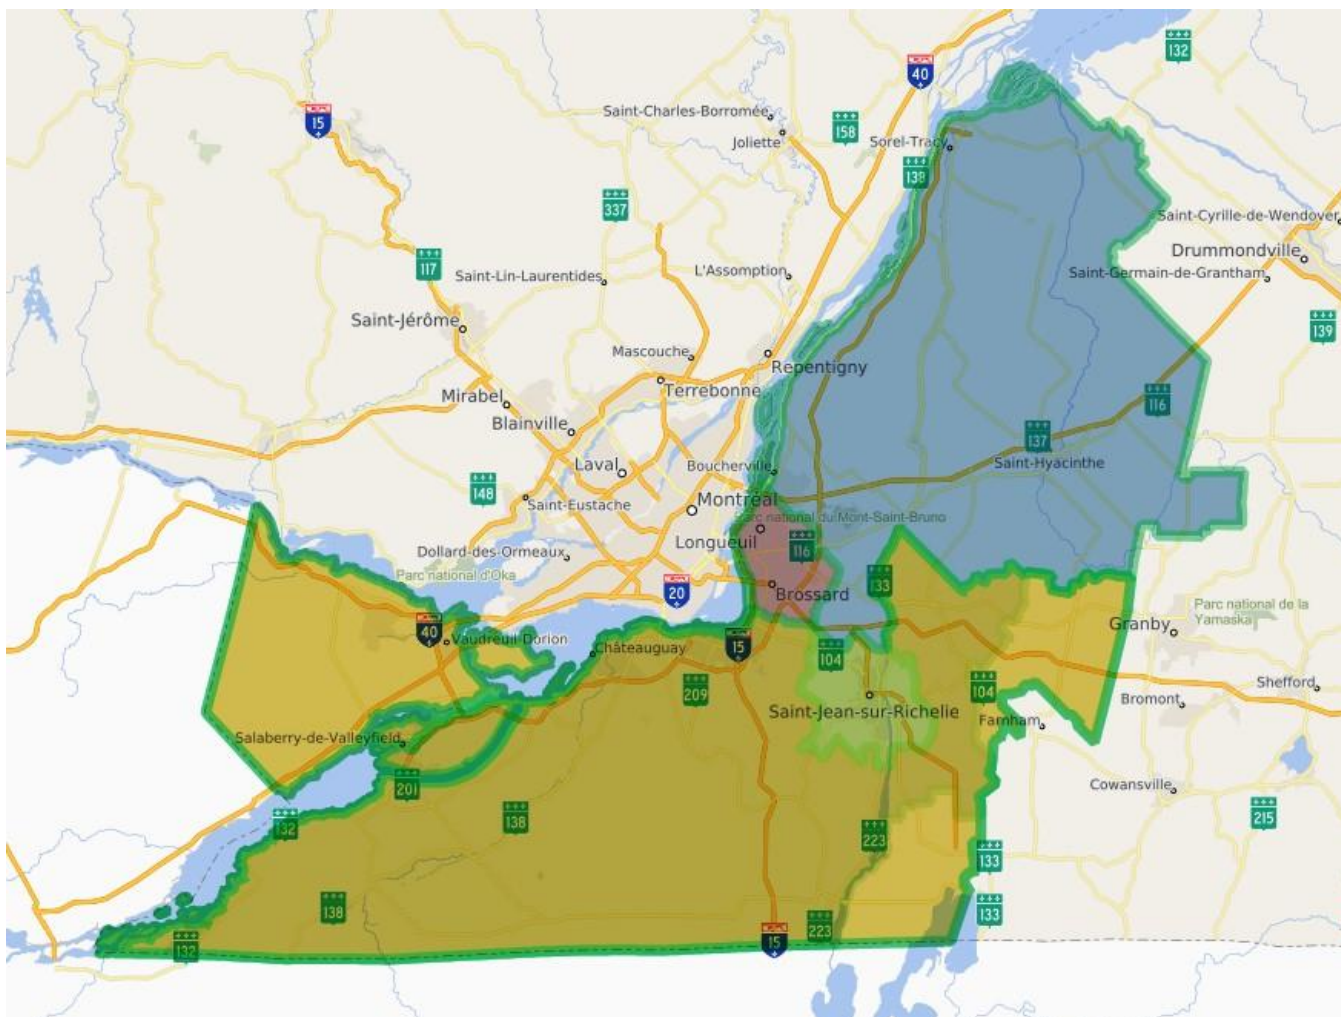 132
40
15
Saint-Charles-Borromée
158
Joliette
Sorel-Tracy
138
337
Saint-Cyrille-de-Wendover
Drummondville
117
Saint-Lin-Laurentides
L'Assomption
Saint-Germain-de-Grantham
Saint-Jérôme
139
Mascouche
Repentigny
Terrebonne
Mirabel
116
Blainville
137
Saint-Hyacinthe
Laval
Boucherville
148
Montréal
Saint-Eustache
Parc national du Mont-Saint-Bruno
Longueuil
116
Dollard-des-Ormeaux
Parc national d'Oka
133
20
Brossard
Parc national de la
Yamaska
40
Vaudreuil-Dorion
Granby
Châteauguay
15
104
Shefford
209
104
Bromont
Saint-Jean-sur-Richelie
Farnham
Salaberry-de-Valleyfield
201
Cowansville
132
138
223
215
133
138
133
223
132
15